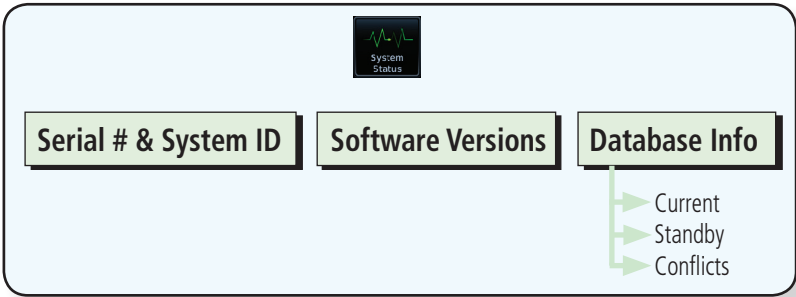 System
Status
Serial # & System ID
Software Versions
Database Info
Current
Standby
Conflicts